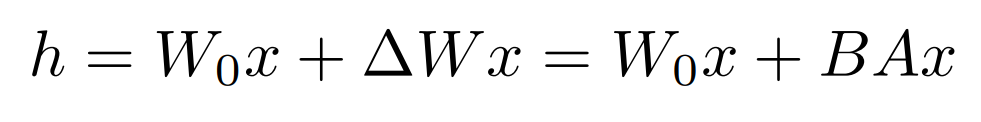 h = W₀x + ΔWx = W₀x + BAx